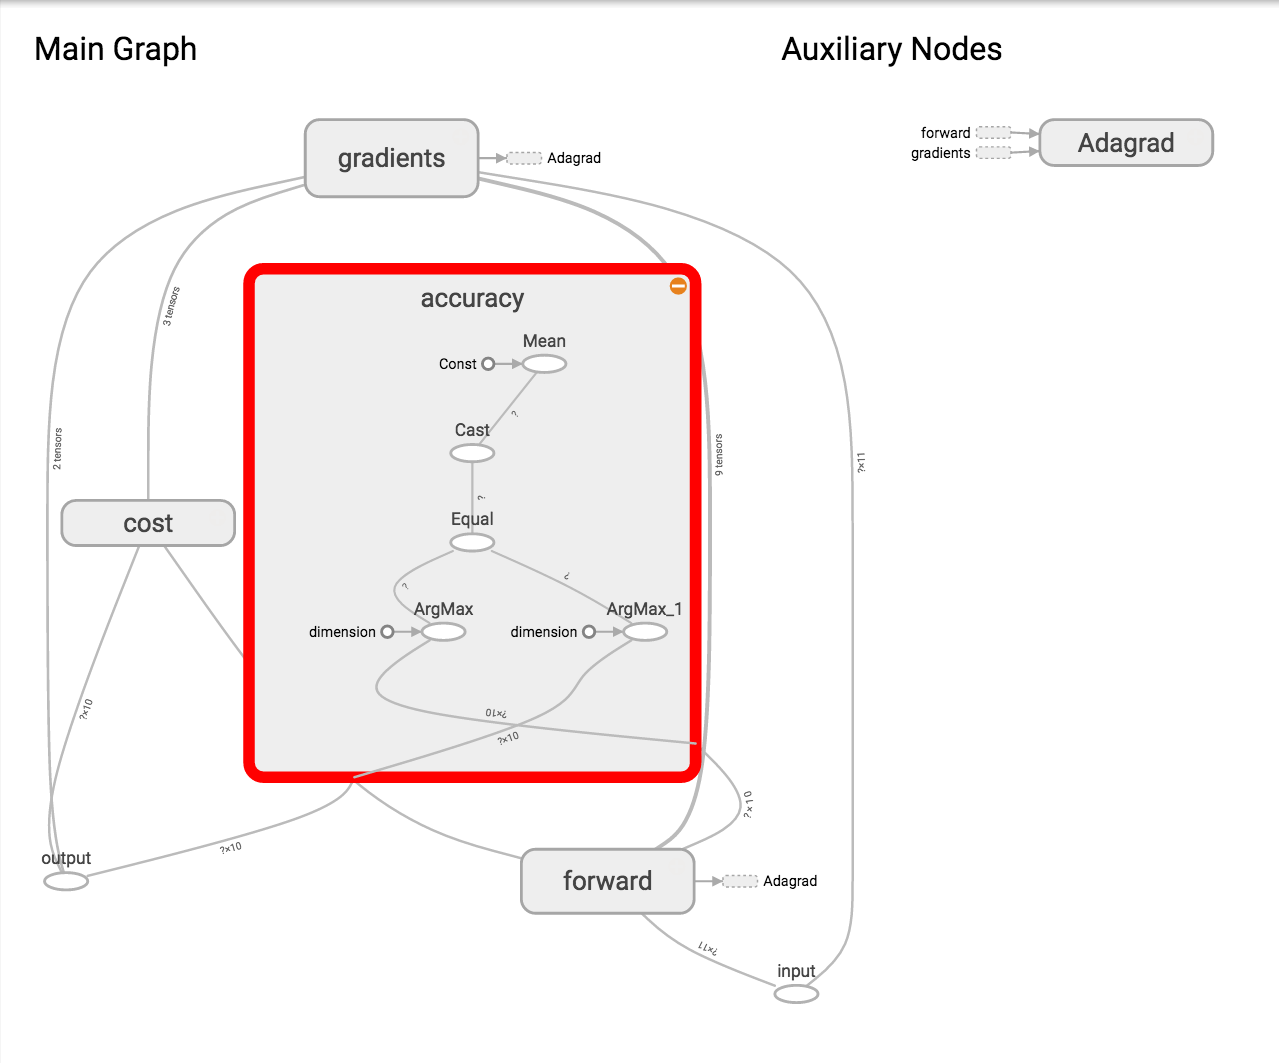 Main Graph
Auxiliary Nodes
gradients
Adagrad
forward
gradients
Adagrad
3 tensors
2 tensors
9 tensors
?×11
accuracy
Mean
Const
?
Cast
?
Equal
?
?
ArgMax
ArgMax_1
dimension
dimension
?×10
?×10
cost
?×10
?×10
?×10
output
forward
Adagrad
?×11
input